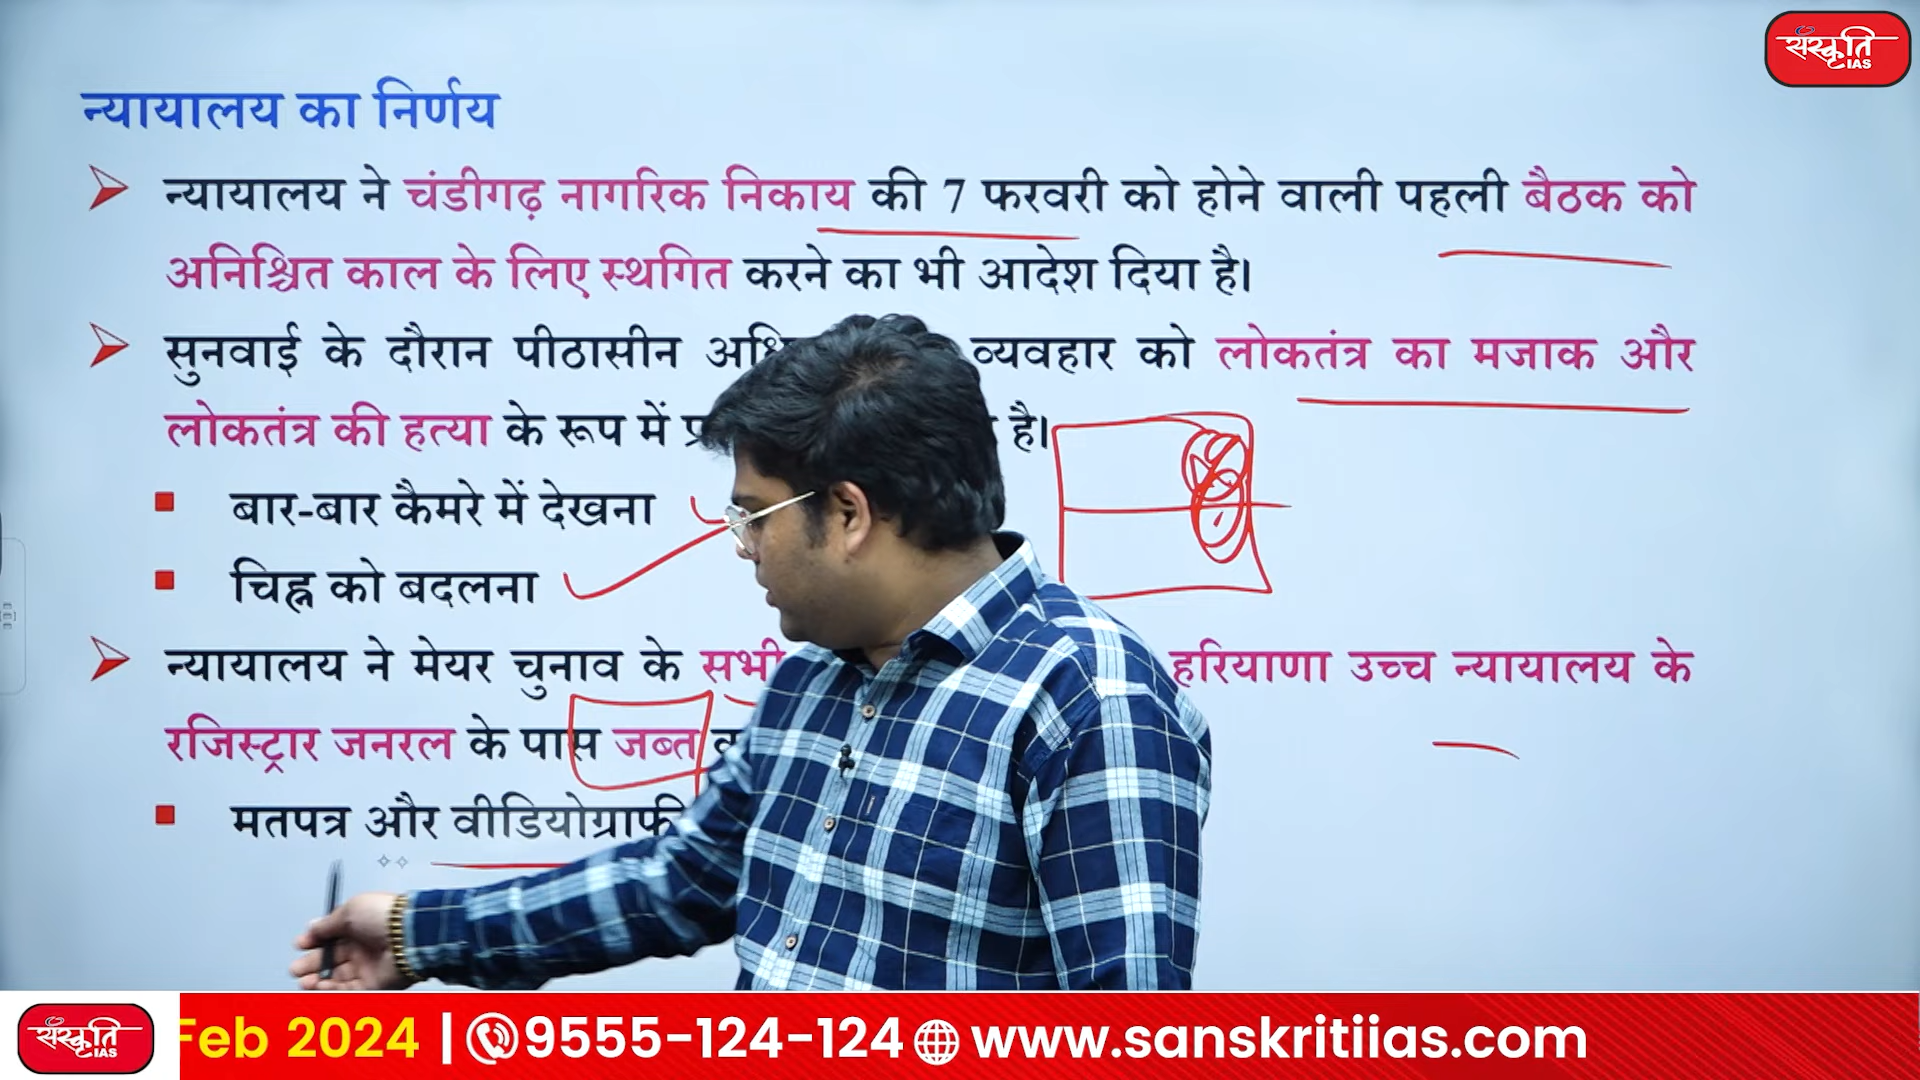 संस्कृति
IAS
न्यायालय का निर्णय
न्यायालय ने चंडीगढ़ नागरिक निकाय की 7 फरवरी को होने वाली पहली बैठक को
अनिश्चित काल के लिए स्थगित करने का भी आदेश दिया है।
सुनवाई के दौरान पीठासीन व्यवहार को लोकतंत्र का मजाक और
लोकतंत्र की हत्या के रूप में है।
बार-बार कैमरे में देखना
चिह्न को बदलना
न्यायालय ने मेयर चुनाव के सभी हरियाणा उच्च न्यायालय के
रजिस्ट्रार जनरल के पास जब्त
मतपत्र और वीडियोग्राफी
संस्कृति
IAS
Feb 2024 | 9555-124-124 www.sanskritiias.com